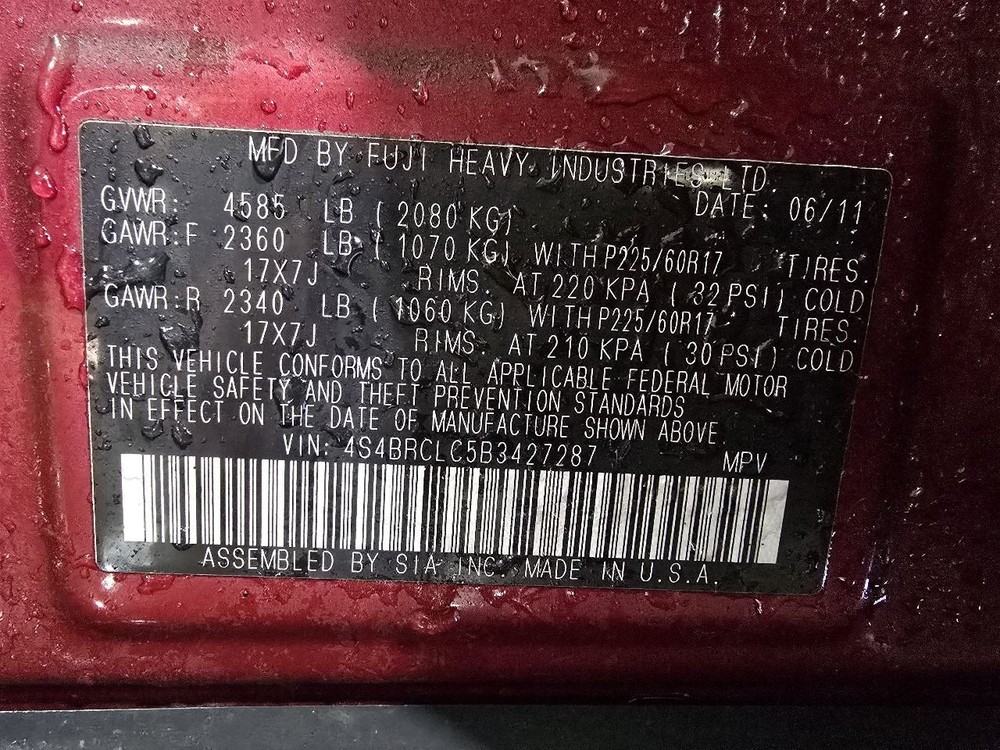 MFD BY FUJI HEAVY INDUSTRIES LTD.
GVWR: 4585 LB ( 2080 KG) DATE: 06/11
GAWR:F 2360 LB ( 1070 KG) WITH P225/60R17 TIRES.
17X7J RIMS. AT 220 KPA ( 32 PSI) COLD
GAWR:R 2340 LB ( 1060 KG) WITH P225/60R17 TIRES.
17X7J RIMS. AT 210 KPA ( 30 PSI) COLD
THIS VEHICLE CONFORMS TO ALL APPLICABLE FEDERAL MOTOR
VEHICLE SAFETY AND THEFT PREVENTION STANDARDS
IN EFFECT ON THE DATE OF MANUFACTURE SHOWN ABOVE.
VIN: 4S4BRCLC5B3427287 MPV
ASSEMBLED BY SIA INC. MADE IN U.S.A.